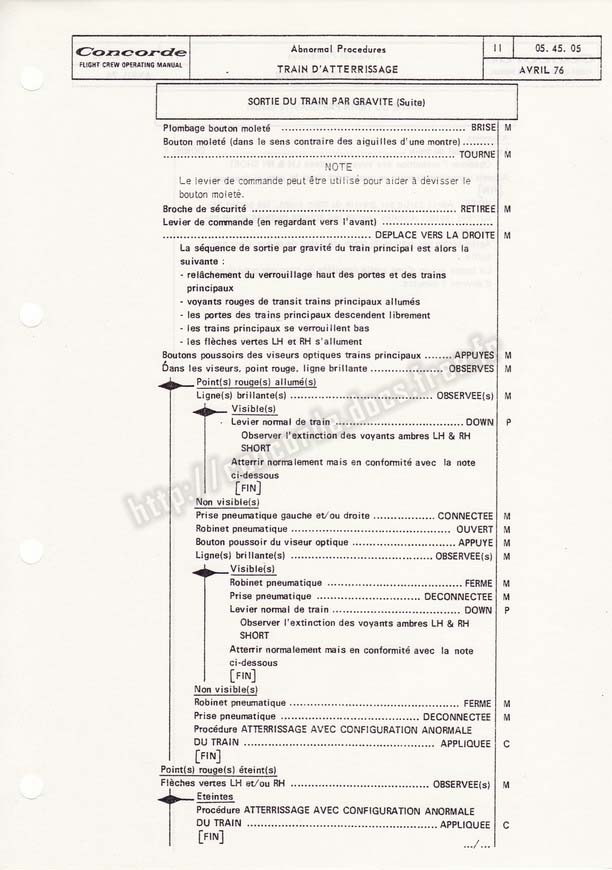 Concorde
FLIGHT CREW OPERATING MANUAL
Abnormal Procedures
TRAIN D'ATTERRISSAGE
II
05. 45. 05
AVRIL 76
SORTIE DU TRAIN PAR GRAVITE (Suite)
Plombage bouton moleté ........ BRISE M
Bouton moleté (dans le sens contraire des aiguilles d'une montre) .........
........ TOURNE M
NOTE
Le levier de commande peut être utilisé pour aider à dévisser le
bouton moleté.
Broche de sécurité ........ RETIREE M
Levier de commande (en regardant vers l'avant) ........
........ DEPLACE VERS LA DROITE M
La séquence de sortie par gravité du train principal est alors la
suivante :
- relâchement du verrouillage haut des portes et des trains
principaux
- voyants rouges de transit trains principaux allumés
- les portes des trains principaux descendent librement
- les trains principaux se verrouillent bas
- les flèches vertes LH et RH s'allument
Boutons poussoirs des viseurs optiques trains principaux ........ APPUYES M
Dans les viseurs, point rouge, ligne brillante ........ OBSERVES M
Point(s) rouge(s) allumé(s)
Ligne(s) brillante(s) ........ OBSERVEE(s) M
Visible(s)
Levier normal de train ........ DOWN P
Observer l'extinction des voyants ambres LH & RH
SHORT
Atterrir normalement mais en conformité avec la note
ci-dessous
[FIN]
Non visible(s)
Prise pneumatique gauche et/ou droite ........ CONNECTEE M
Robinet pneumatique ........ OUVERT M
Bouton poussoir du viseur optique ........ APPUYE M
Ligne(s) brillante(s) ........ OBSERVEE(s) M
Visible(s)
Robinet pneumatique ........ FERME M
Prise pneumatique ........ DECONNECTEE M
Levier normal de train ........ DOWN P
Observer l'extinction des voyants ambres LH & RH
SHORT
Atterrir normalement mais en conformité avec la note
ci-dessous
[FIN]
Non visible(s)
Robinet pneumatique ........ FERME M
Prise pneumatique ........ DECONNECTEE M
Procédure ATTERRISSAGE AVEC CONFIGURATION ANORMALE
DU TRAIN ........ APPLIQUEE C
[FIN]
Point(s) rouge(s) éteint(s)
Flèches vertes LH et/ou RH ........ OBSERVEE(s) M
Eteintes
Procédure ATTERRISSAGE AVEC CONFIGURATION ANORMALE
DU TRAIN ........ APPLIQUEE C
[FIN]
.../...
http://concorde.docs.free.fr